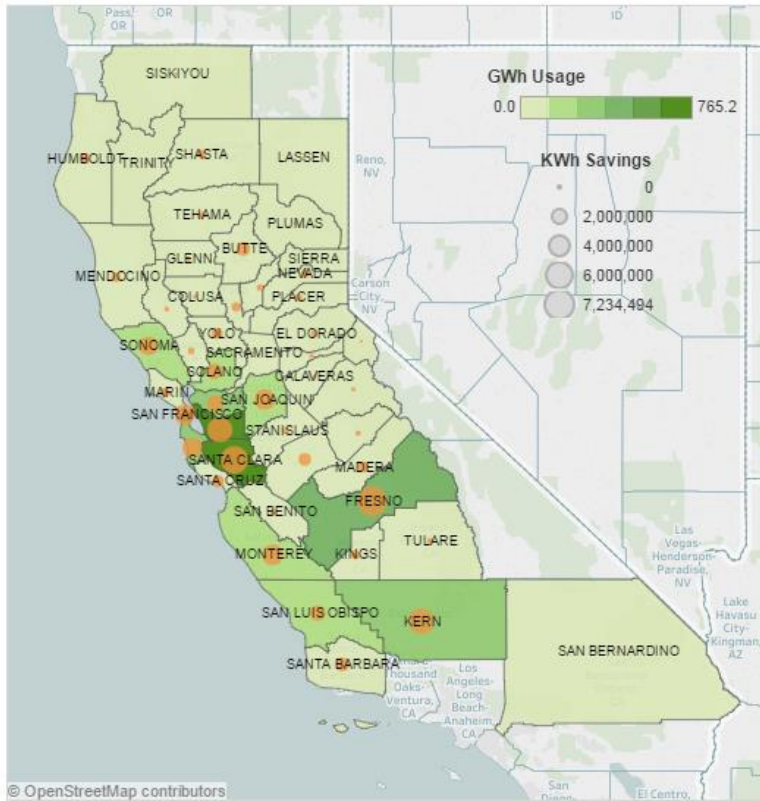 Pass,
OR
OR
ID
SISKIYOU
GWh Usage
0.0
765.2
HUMBOLDT
TRINITY
SHASTA
LASSEN
Reno,
NV
KWh Savings
0
2,000,000
4,000,000
6,000,000
7,234,494
TEHAMA
PLUMAS
BUTTE
GLENN
SIERRA
NEVADA
MENDOCINO
COLUSA
PLACER
Carson
City,
NV
YOLO
EL DORADO
SONOMA
SACRAMENTO
SOLANO
CALAVERAS
MARIN
SAN JOAQUIN
SAN FRANCISCO
STANISLAUS
SANTA CLARA
MADERA
SANTA CRUZ
FRESNO
SAN BENITO
TULARE
MONTEREY
KINGS
Las
Vegas-
Henderson-
Paradise,
NV
SAN LUIS OBISPO
KERN
Lake
Havasu
City-
Kingman,
AZ
SAN BERNARDINO
SANTA BARBARA
Oaks-
Ventura,
CA
Los
Angeles-
Long
Beach-
Anaheim,
CA
San
El Centro,
© OpenStreetMap contributors